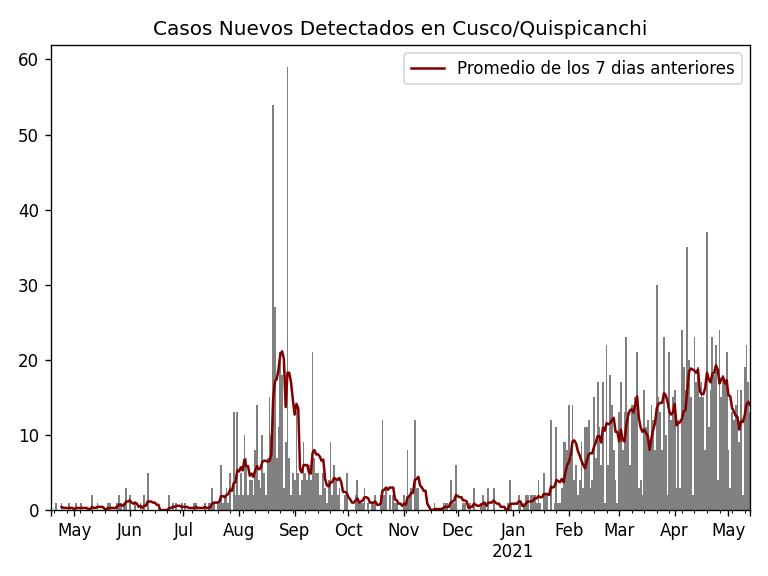 Casos Nuevos Detectados en Cusco/Quispicanchi
Promedio de los 7 dias anteriores
60
50
40
30
20
10
0
May Jun Jul Aug Sep Oct Nov Dec Jan Feb Mar Apr May
2021